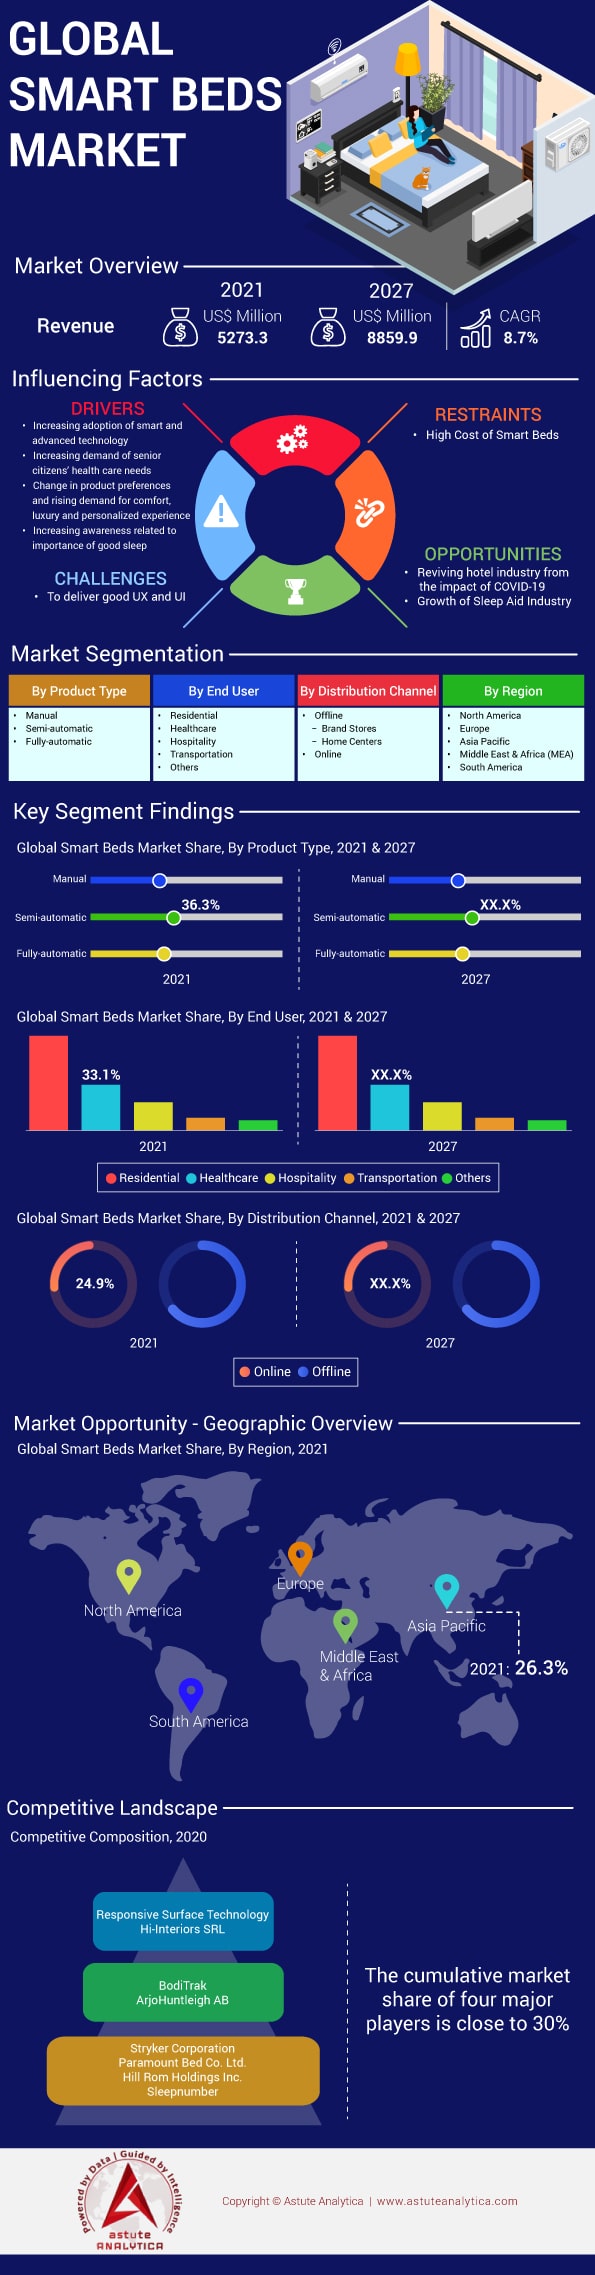 GLOBAL
SMART BEDS
MARKET
Market Overview
2021
2027
Revenue
US$ Million
5273.3
US$ Million
8859.9
CAGR
8.7%
Influencing Factors
DRIVERS
• Increasing adoption of smart and
advanced technology
• Increasing demand of senior
citizens' health care needs
• Change in product preferences
and rising demand for comfort,
luxury and personalized experience
• Increasing awareness related to
importance of good sleep
RESTRAINTS
• High Cost of Smart Beds
CHALLENGES
• To deliver good UX and UI
OPPORTUNITIES
• Reviving hotel industry from
the impact of COVID-19
• Growth of Sleep Aid Industry
Market Segmentation
By Product Type
• Manual
• Semi-automatic
• Fully-automatic
By End User
• Residential
• Healthcare
• Hospitality
• Transportation
• Others
By Distribution Channel
• Offline
– Brand Stores
– Home Centers
• Online
By Region
• North America
• Europe
• Asia Pacific
• Middle East & Africa (MEA)
• South America
Key Segment Findings
Global Smart Beds Market Share, By Product Type, 2021 & 2027
Manual
36.3%
Semi-automatic
Fully-automatic
2021
Manual
XX.X%
Semi-automatic
Fully-automatic
2027
Global Smart Beds Market Share, By End User, 2021 & 2027
33.1%
2021
XX.X%
2027
Residential Healthcare Hospitality Transportation Others
Global Smart Beds Market Share, By Distribution Channel, 2021 & 2027
24.9%
2021
XX.X%
2027
Online Offline
Market Opportunity - Geographic Overview
Global Smart Beds Market Share, By Region, 2021
North America
Europe
Asia Pacific
Middle East
& Africa
2021: 26.3%
South America
Competitive Landscape
Competitive Composition, 2020
Responsive Surface Technology
Hi-Interiors SRL
BodiTrak
ArjoHuntleigh AB
Stryker Corporation
Paramount Bed Co. Ltd.
Hill Rom Holdings Inc.
Sleepnumber
The cumulative market
share of four major
players is close to 30%
Powered by Data | Guided by Intelligence
astute
ANALYTICA
Copyright © Astute Analytica | www.astuteanalytica.com